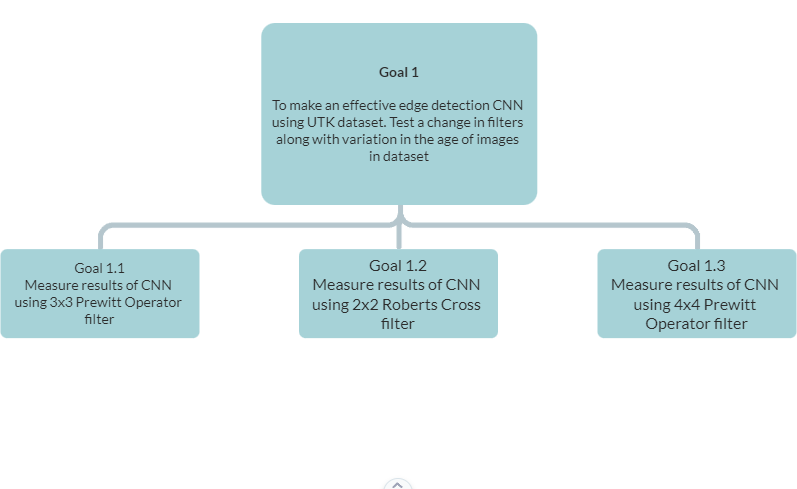 Goal 1
To make an effective edge detection CNN
using UTK dataset. Test a change in filters
along with variation in the age of images
in dataset
Goal 1.1
Measure results of CNN
using 3x3 Prewitt Operator
filter
Goal 1.2
Measure results of CNN
using 2x2 Roberts Cross
filter
Goal 1.3
Measure results of CNN
using 4x4 Prewitt
Operator filter